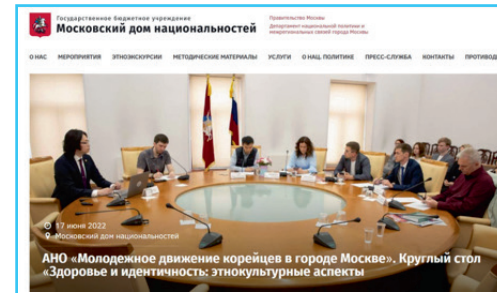 Государственное бюджетное учреждение
Московский дом национальностей
Правительство Москвы
Департамент национальной политики и
межрегиональных связей города Москвы
О НАС МЕРОПРИЯТИЯ ЭТНОЭКСКУРСИИ МЕТОДИЧЕСКИЕ МАТЕРИАЛЫ УСЛУГИ О НАЦ. ПОЛИТИКЕ ПРЕСС-СЛУЖБА КОНТАКТЫ ПРОТИВОД
17 июня 2022
Московский дом национальностей
АНО «Молодежное движение корейцев в городе Москве». Круглый стол
«Здоровье и идентичность: этнокультурные аспекты